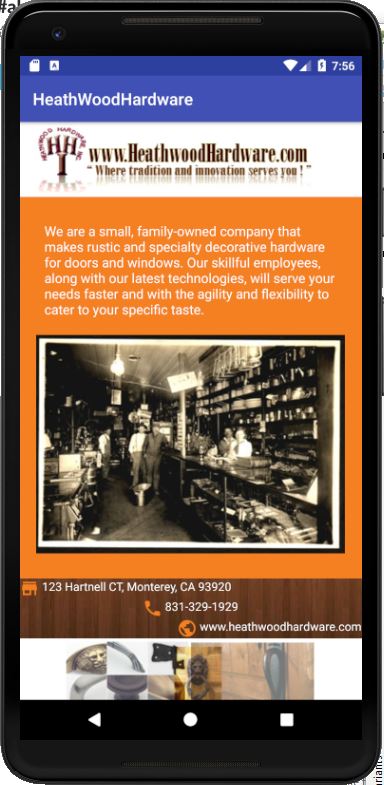 #a
7:56
HeathWoodHardware
HEATHWOOD HARDWARE INC
HHI
www.HeathwoodHardware.com
“ Where tradition and innovation serves you ! ”
We are a small, family-owned company that
makes rustic and specialty decorative hardware
for doors and windows. Our skillful employees,
along with our latest technologies, will serve your
needs faster and with the agility and flexibility to
cater to your specific taste.
123 Hartnell CT, Monterey, CA 93920
831-329-1929
www.heathwoodhardware.com